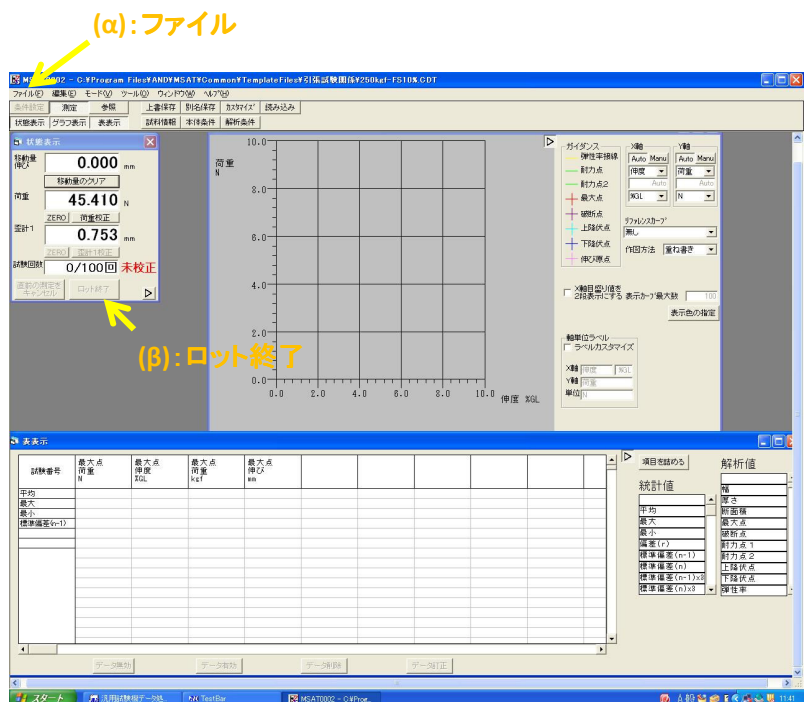 (α):ファイル
MSAT0002 - C:¥Program Files¥AND¥MSAT¥Common¥TemplateFiles¥引張試験関係¥250kgf-FS10%.CDT
ファイル(F) 編集(E) モード(V) ツール(O) ウィンドウ(W) ヘルプ(H)
条件設定 測定 参照 上書保存 別名保存 カスタマイズ 読み込み
状態表示 グラフ表示 表表示 試料情報 本体条件 解析条件
状態表示
移動量
伸び 0.000 mm
移動量のクリア
荷重 45.410 N
ZERO 荷重校正
歪計1 0.753 mm
ZERO 歪計1校正
試験回数 0/100回 未校正
直前の測定を
キャンセル ロット終了
(β):ロット終了
荷重
N
10.0
8.0
6.0
4.0
2.0
0.0
0.0 2.0 4.0 6.0 8.0 10.0 伸度 %GL
ガイダンス
弾性率接線
耐力点
耐力点2
最大点
破断点
上降伏点
下降伏点
伸び原点
X軸
Auto Manu
伸度
Auto
%GL
Y軸
Auto Manu
荷重
Auto
N
リファレンスカーブ
無し
作図方法 重ね書き
X軸目盛り値を
2段表示にする 表示カーブ最大数 100
表示色の指定
軸単位ラベル
ラベルカスタマイズ
X軸 伸度 %GL
Y軸 荷重
単位 N
表表示
試験番号
最大点
荷重
N
最大点
伸度
%GL
最大点
荷重
kgf
最大点
伸び
mm
平均
最大
最小
標準偏差(n-1)
データ無効 データ有効 データ削除 データ訂正
項目を詰める
統計値
平均
最大
最小
偏差(r)
標準偏差(n-1)
標準偏差(n)
標準偏差(n-1)x3
標準偏差(n)x3
解析値
幅
厚さ
断面積
最大点
破断点
耐力点1
耐力点2
上降伏点
下降伏点
弾性率
スタート 汎用試験機データ処... TestBar MSAT0002 - C:¥Prog... A 般 11:41